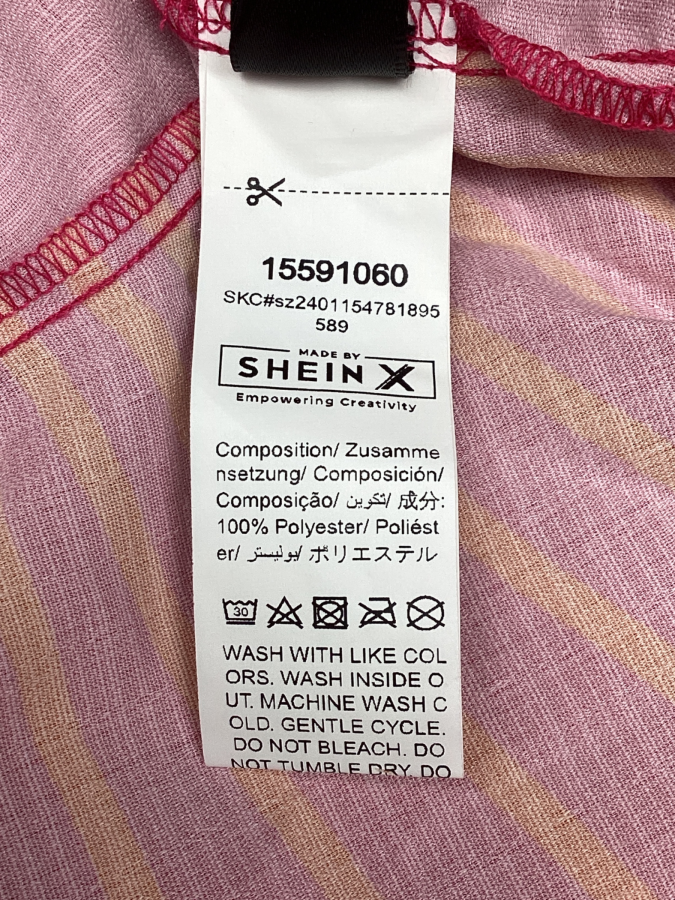 15591060
SKC#sz2401154781895
589
MADE BY
SHEIN X
Empowering Creativity
Composition/ Zusamme
nsetzung/ Composición/
Composição/ تكوين/ 成分:
100% Polyester/ Poliést
er/ بوليستر/ ポリエステル
30
WASH WITH LIKE COL
ORS. WASH INSIDE O
UT. MACHINE WASH C
OLD. GENTLE CYCLE.
DO NOT BLEACH. DO
NOT TUMBLE DRY. DO